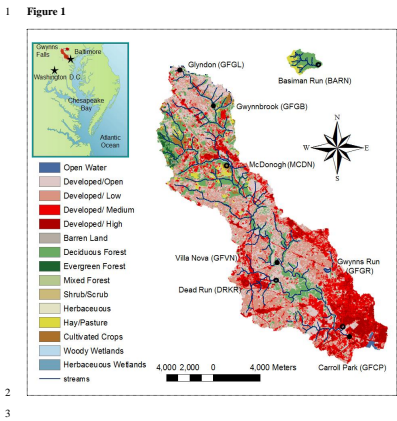 1 Figure 1
Gwynns
Falls
Baltimore
Washington D.C.
Chesapeake
Bay
Atlantic
Ocean
Glyndon (GFGL)
Basiman Run (BARN)
Gwynnbrook (GFGB)
N
W
E
S
McDonogh (MCDN)
Open Water
Developed/Open
Developed/ Low
Developed/ Medium
Developed/ High
Barren Land
Deciduous Forest
Evergreen Forest
Mixed Forest
Shrub/Scrub
Herbaceous
Hay/Pasture
Cultivated Crops
Woody Wetlands
Herbaceous Wetlands
streams
Villa Nova (GFVN)
Gwynns Run
(GFGR)
Dead Run (DRKR)
Carroll Park (GFCP)
4,000 2,000 0 4,000 Meters
2
3